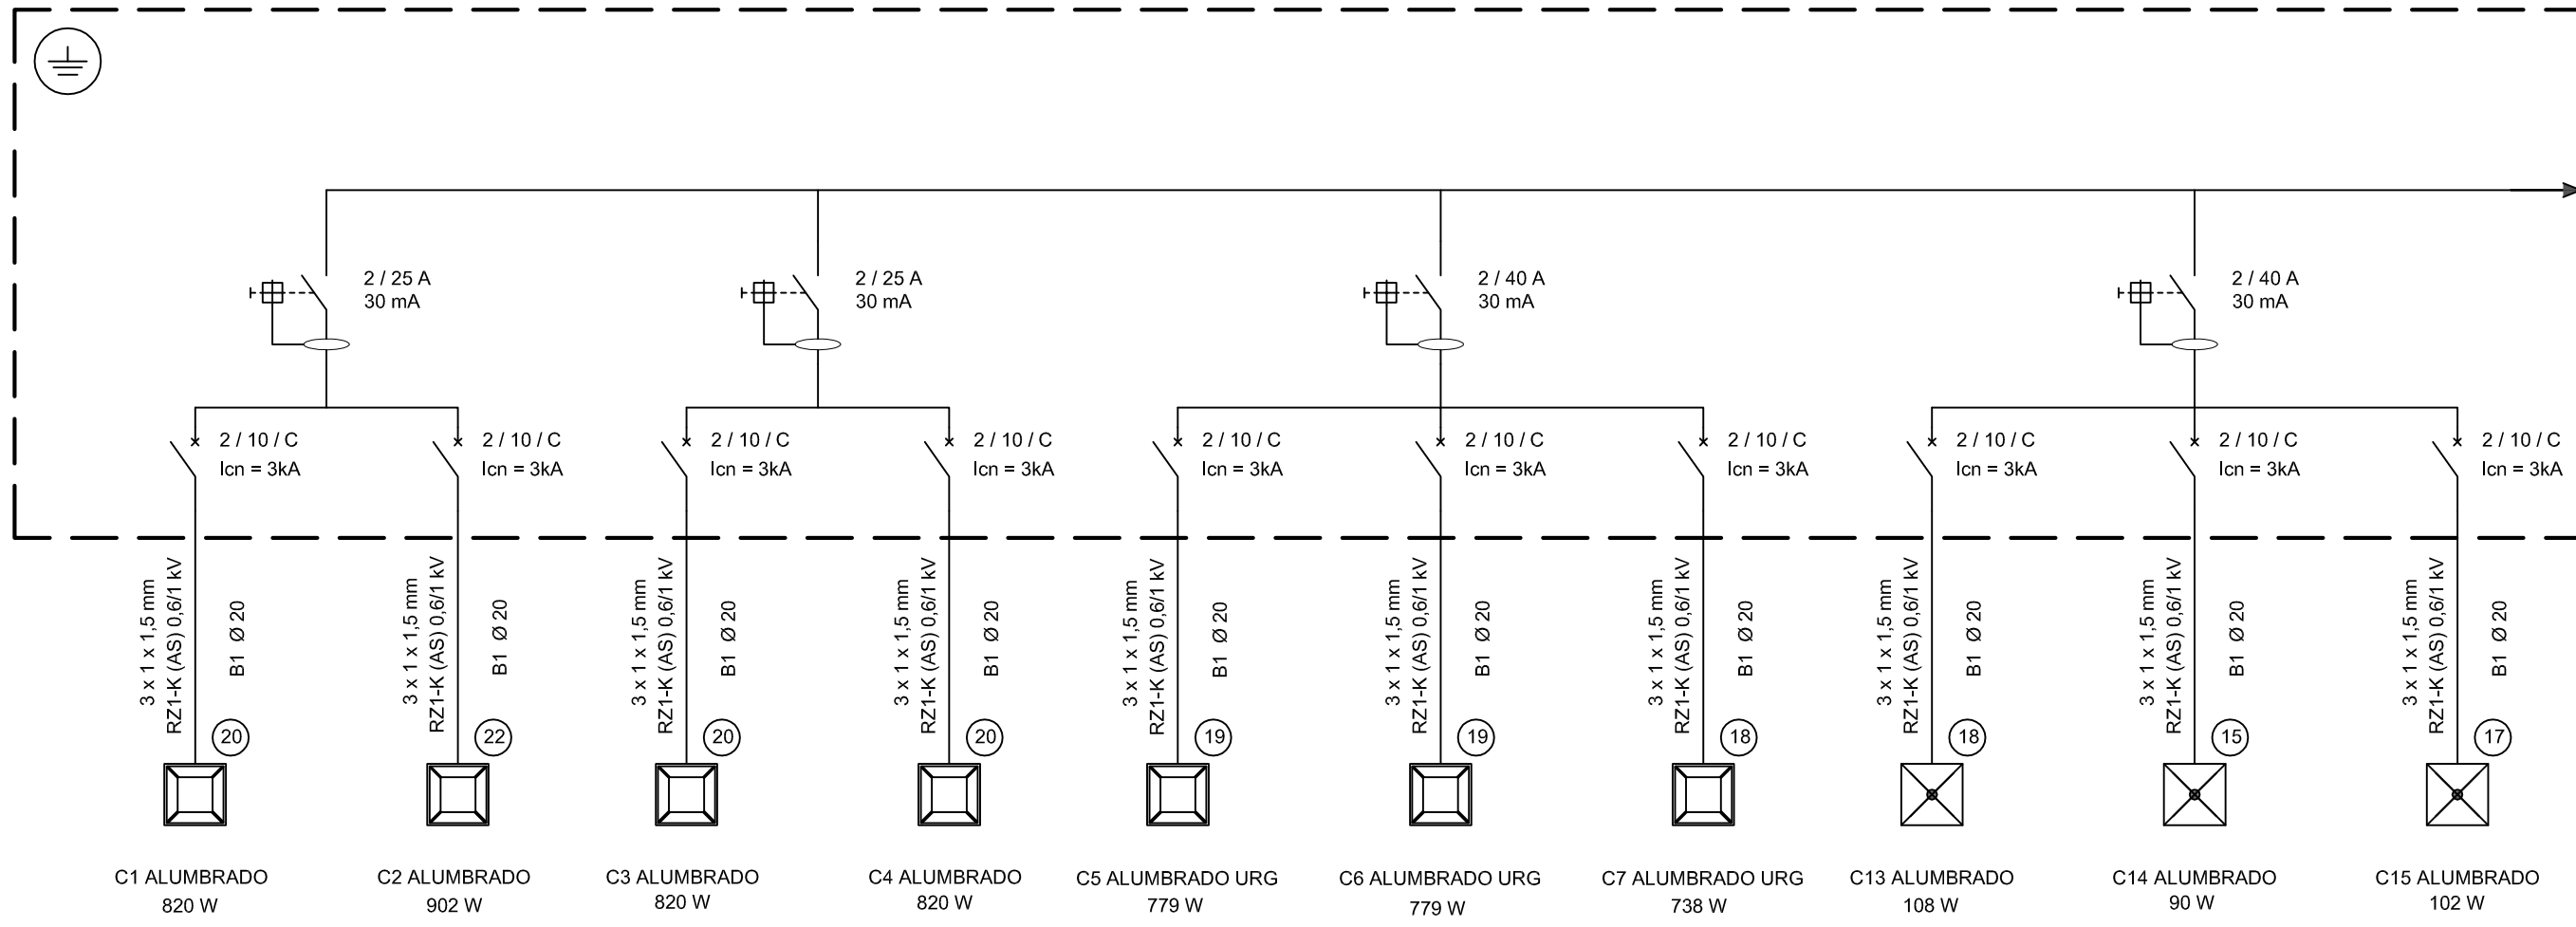 2 / 25 A
30 mA
2 / 25 A
30 mA
2 / 40 A
30 mA
2 / 40 A
30 mA
2 / 10 / C
Icn = 3kA
2 / 10 / C
Icn = 3kA
2 / 10 / C
Icn = 3kA
2 / 10 / C
Icn = 3kA
2 / 10 / C
Icn = 3kA
2 / 10 / C
Icn = 3kA
2 / 10 / C
Icn = 3kA
2 / 10 / C
Icn = 3kA
2 / 10 / C
Icn = 3kA
2 / 10 / C
Icn = 3kA
3 x 1 x 1,5 mm
RZ1-K (AS) 0,6/1 kV
B1 Ø 20
20
3 x 1 x 1,5 mm
RZ1-K (AS) 0,6/1 kV
B1 Ø 20
22
3 x 1 x 1,5 mm
RZ1-K (AS) 0,6/1 kV
B1 Ø 20
20
3 x 1 x 1,5 mm
RZ1-K (AS) 0,6/1 kV
B1 Ø 20
20
3 x 1 x 1,5 mm
RZ1-K (AS) 0,6/1 kV
B1 Ø 20
19
3 x 1 x 1,5 mm
RZ1-K (AS) 0,6/1 kV
B1 Ø 20
19
3 x 1 x 1,5 mm
RZ1-K (AS) 0,6/1 kV
B1 Ø 20
18
3 x 1 x 1,5 mm
RZ1-K (AS) 0,6/1 kV
B1 Ø 20
18
3 x 1 x 1,5 mm
RZ1-K (AS) 0,6/1 kV
B1 Ø 20
15
3 x 1 x 1,5 mm
RZ1-K (AS) 0,6/1 kV
B1 Ø 20
17
C1 ALUMBRADO
820 W
C2 ALUMBRADO
902 W
C3 ALUMBRADO
820 W
C4 ALUMBRADO
820 W
C5 ALUMBRADO URG
779 W
C6 ALUMBRADO URG
779 W
C7 ALUMBRADO URG
738 W
C13 ALUMBRADO
108 W
C14 ALUMBRADO
90 W
C15 ALUMBRADO
102 W